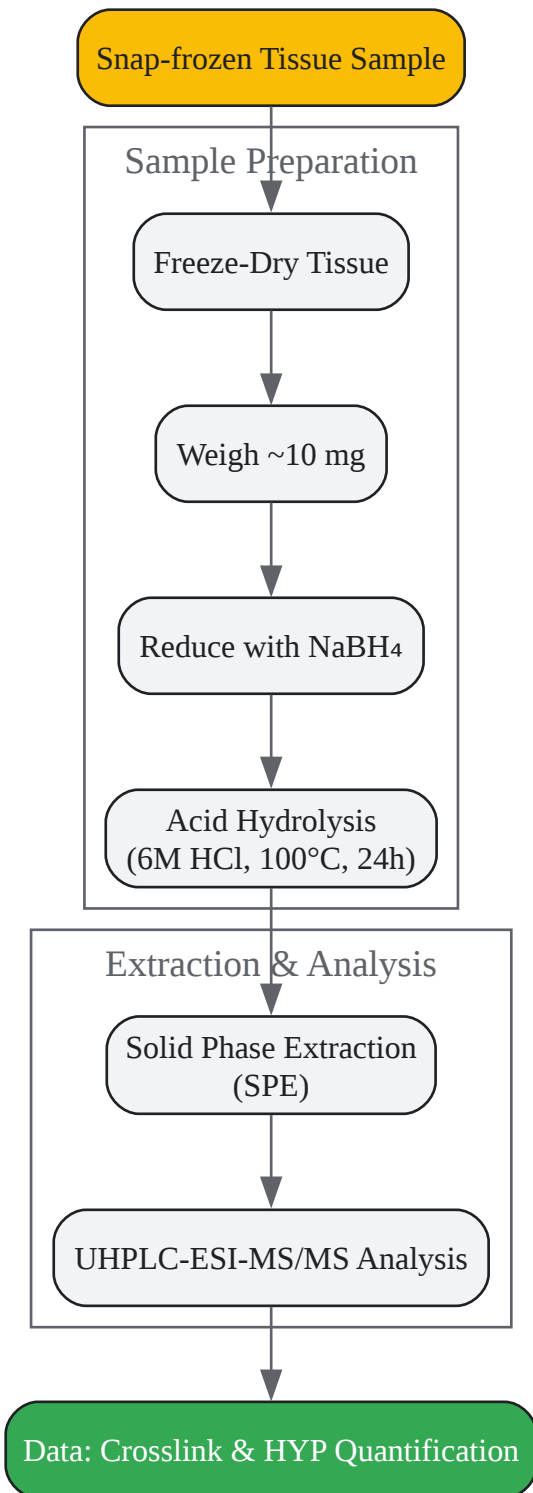 Snap-frozen Tissue Sample
Sample Preparation
Freeze-Dry Tissue
Weigh ~10 mg
Reduce with NaBH₄
Acid Hydrolysis
(6M HCl, 100°C, 24h)
Extraction & Analysis
Solid Phase Extraction
(SPE)
UHPLC-ESI-MS/MS Analysis
Data: Crosslink & HYP Quantification